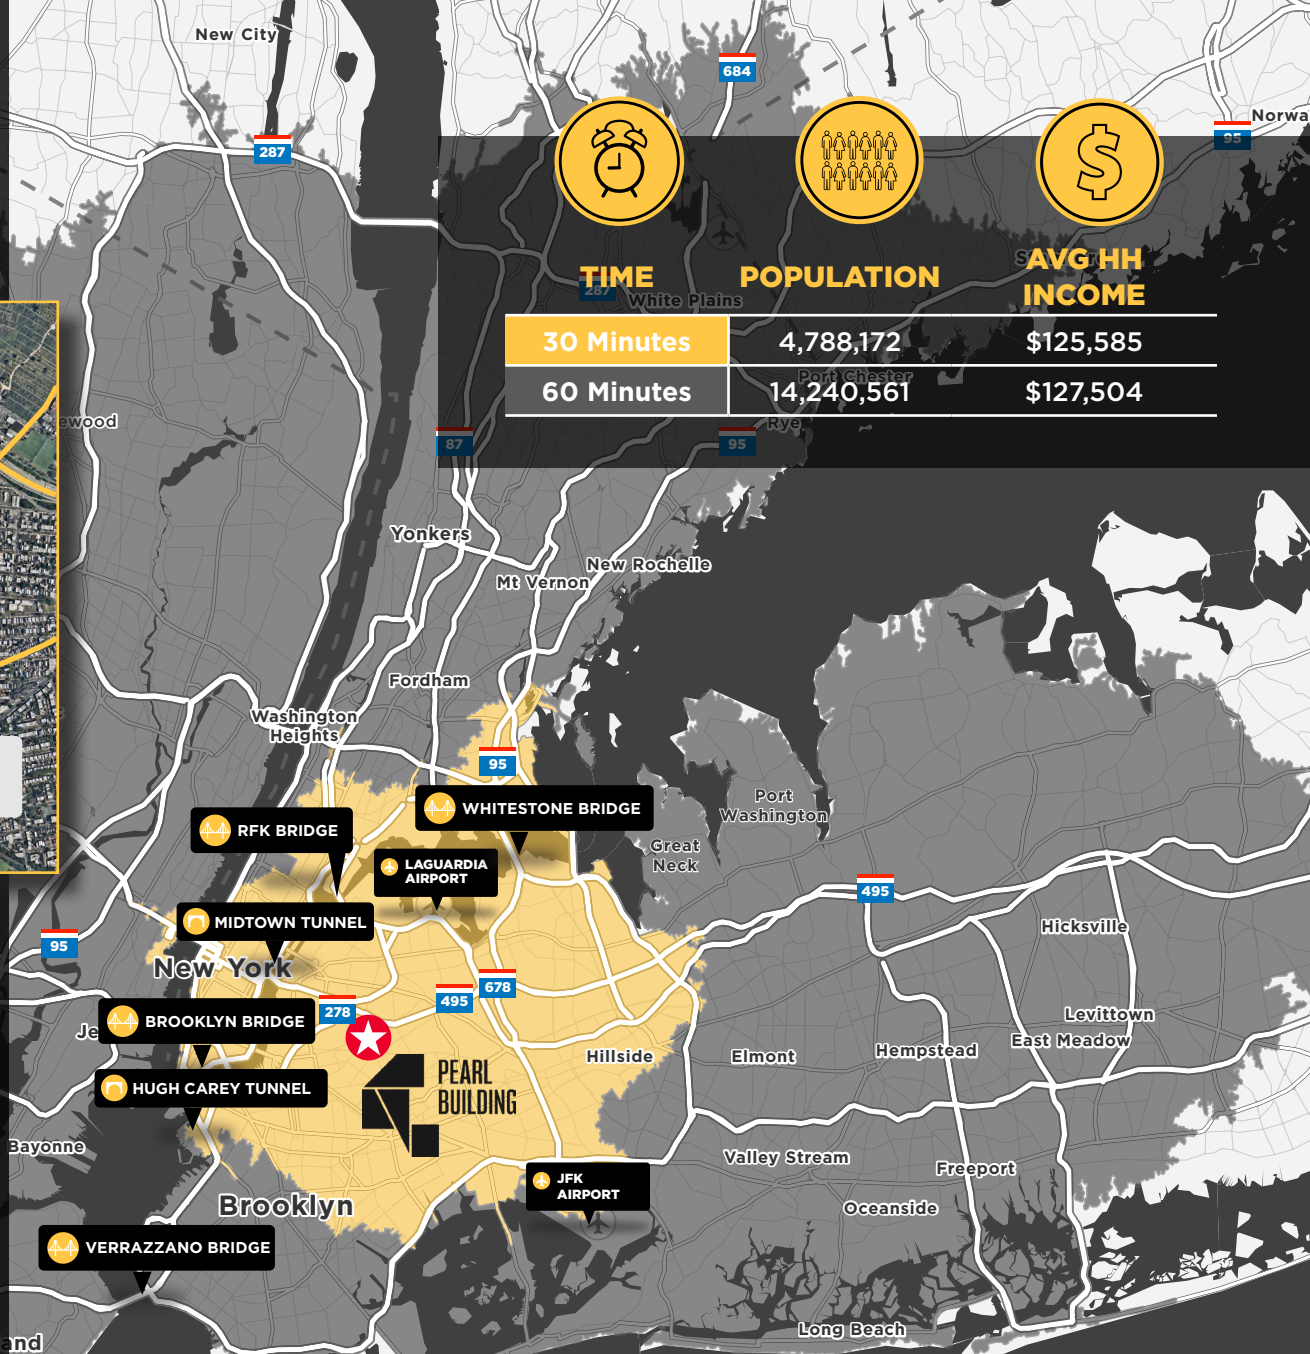 New City
684
Norwa
95
287
TIME
POPULATION
AVG HH
INCOME
287
White Plains
30 Minutes
4,788,172
$125,585
Port Chester
60 Minutes
14,240,561
$127,504
ewood
Rye
87
95
Yonkers
New Rochelle
Mt Vernon
Fordham
Washington
Heights
95
Port
Washington
WHITESTONE BRIDGE
RFK BRIDGE
Great
Neck
LAGUARDIA
AIRPORT
495
MIDTOWN TUNNEL
Hicksville
95
New York
678
495
278
Levittown
BROOKLYN BRIDGE
Je
East Meadow
Hempstead
Elmont
Hillside
PEARL
BUILDING
HUGH CAREY TUNNEL
Bayonne
Valley Stream
Freeport
JFK
AIRPORT
Brooklyn
Oceanside
VERRAZZANO BRIDGE
Long Beach
and